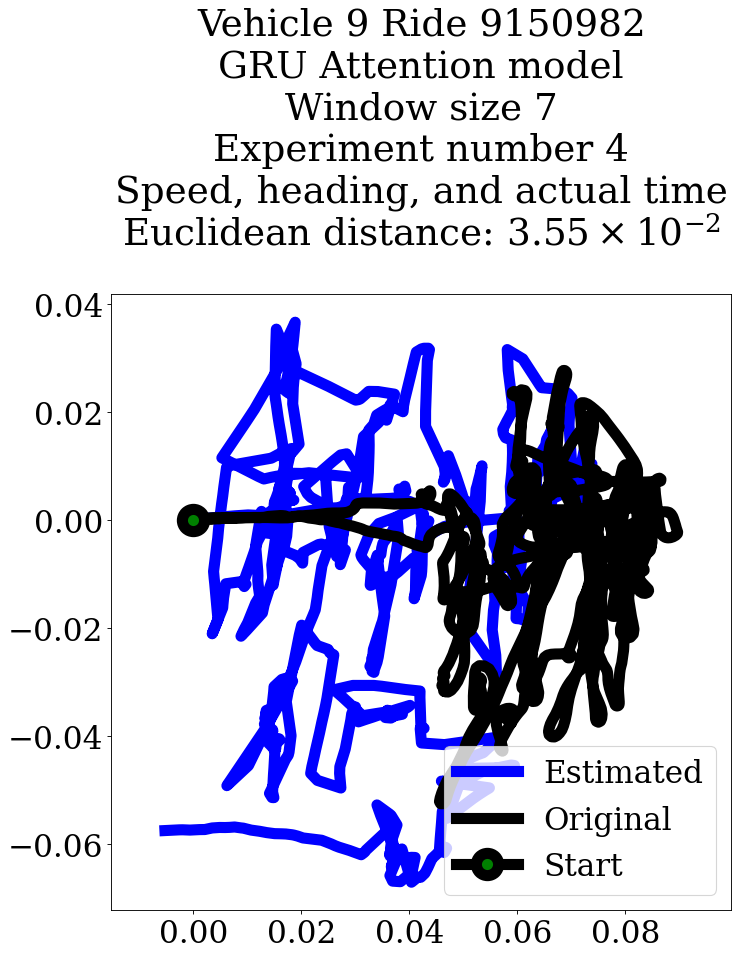 Vehicle 9 Ride 9150982
GRU Attention model
Window size 7
Experiment number 4
Speed, heading, and actual time
Euclidean distance: 3.55 × 10⁻²
0.04
0.02
0.00
−0.02
−0.04
−0.06
Estimated
Original
Start
0.00 0.02 0.04 0.06 0.08